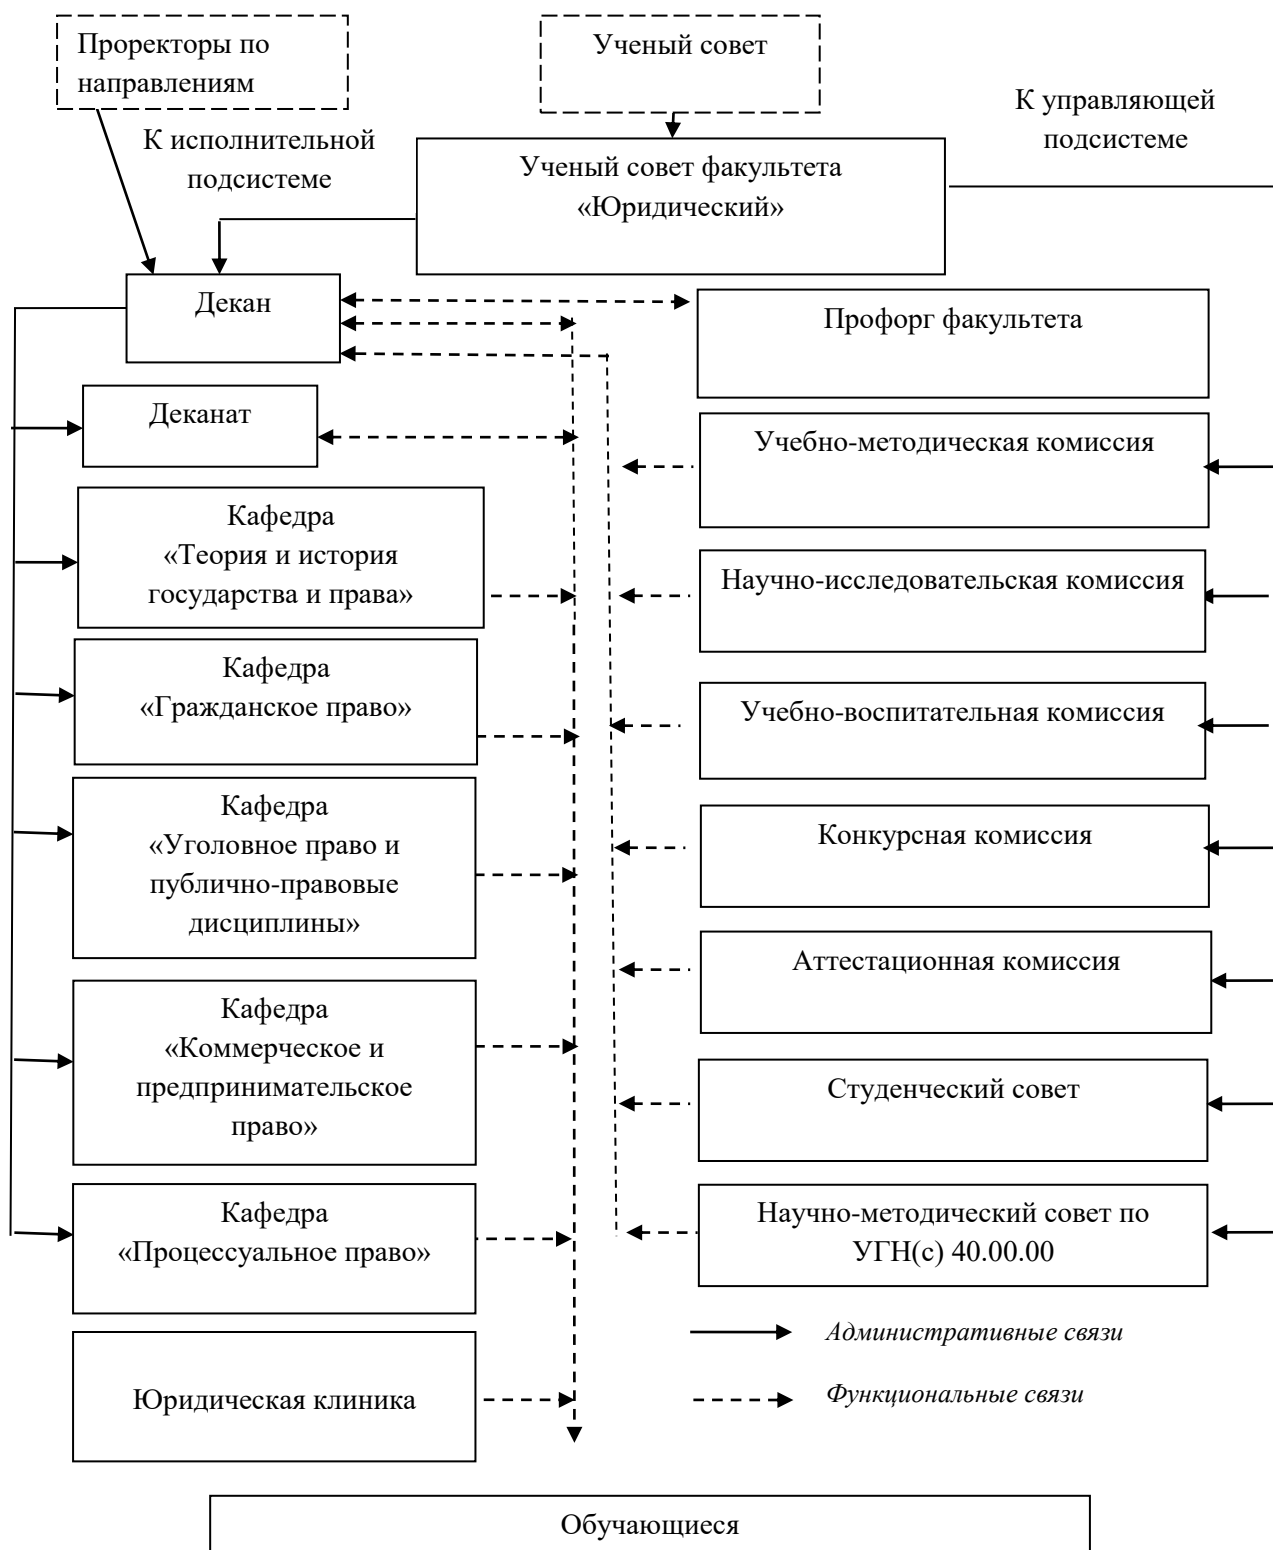 Проректоры по
направлениям
Ученый совет
К управляющей
подсистеме
К исполнительной
подсистеме
Ученый совет факультета
«Юридический»
Декан
Профорг факультета
Деканат
Учебно-методическая комиссия
Кафедра
«Теория и история
государства и права»
Научно-исследовательская комиссия
Кафедра
«Гражданское право»
Учебно-воспитательная комиссия
Кафедра
«Уголовное право и
публично-правовые
дисциплины»
Конкурсная комиссия
Аттестационная комиссия
Кафедра
«Коммерческое и
предпринимательское
право»
Студенческий совет
Кафедра
«Процессуальное право»
Научно-методический совет по
УГН(с) 40.00.00
Административные связи
Юридическая клиника
Функциональные связи
Обучающиеся